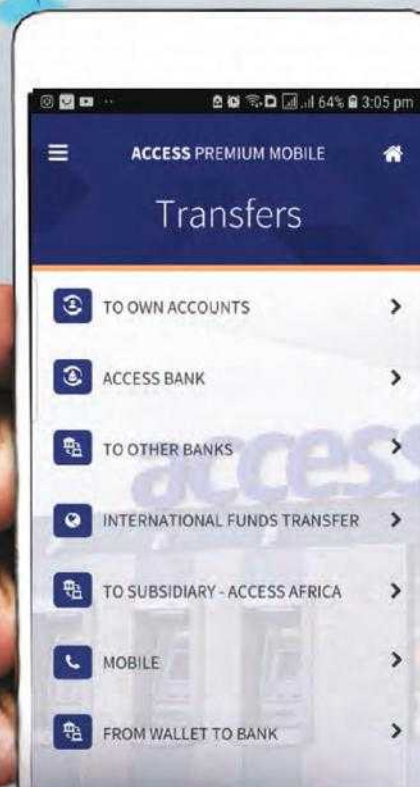 64% 3:05 pm
ACCESS PREMIUM MOBILE
Transfers
TO OWN ACCOUNTS
ACCESS BANK
TO OTHER BANKS
access
INTERNATIONAL FUNDS TRANSFER
TO SUBSIDIARY - ACCESS AFRICA
MOBILE
FROM WALLET TO BANK